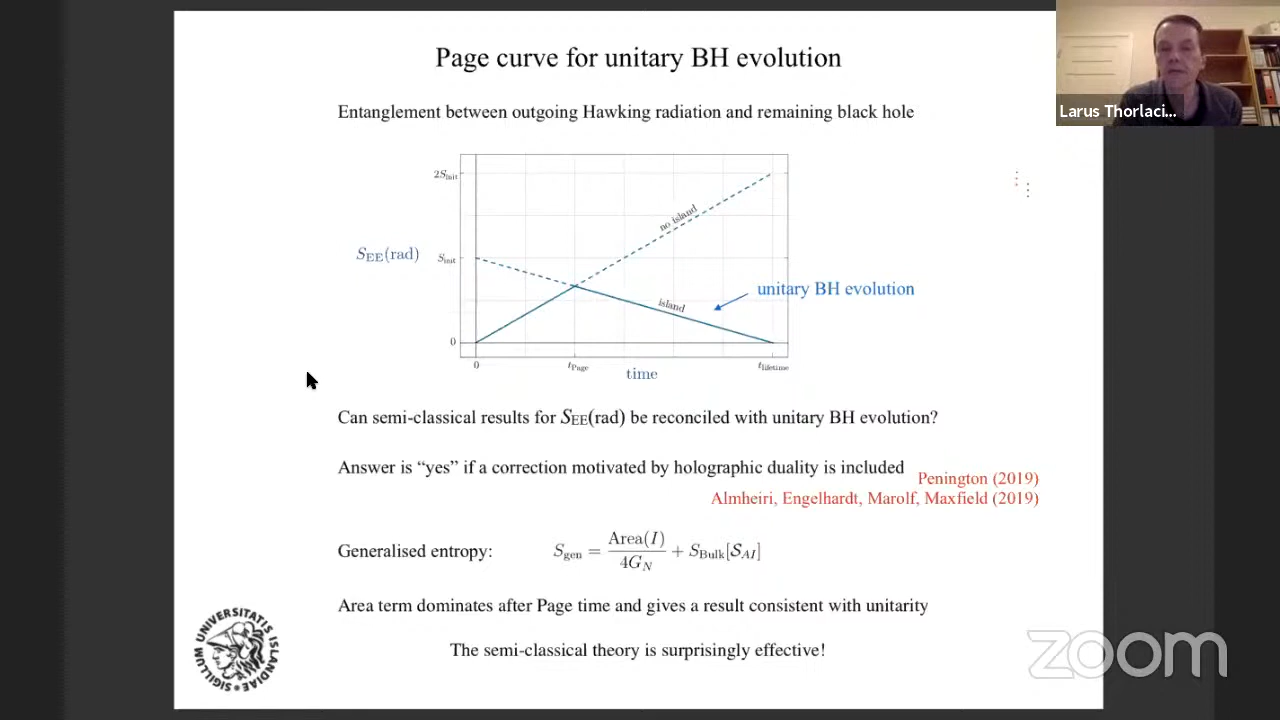 Page curve for unitary BH evolution
Larus Thorlaci...
Entanglement between outgoing Hawking radiation and remaining black hole
2S_init
no island
S_EE(rad)
S_init
unitary BH evolution
island
0
0
t_Page
t_lifetime
time
Can semi-classical results for S_EE(rad) be reconciled with unitary BH evolution?
Answer is “yes” if a correction motivated by holographic duality is included
Penington (2019)
Almheiri, Engelhardt, Marolf, Maxfield (2019)
Generalised entropy: S_gen = Area(I)/4G_N + S_Bulk[𝒮_AI]
Area term dominates after Page time and gives a result consistent with unitarity
The semi-classical theory is surprisingly effective!
SIGILLUM UNIVERSITATIS ISLANDIAE
zoom